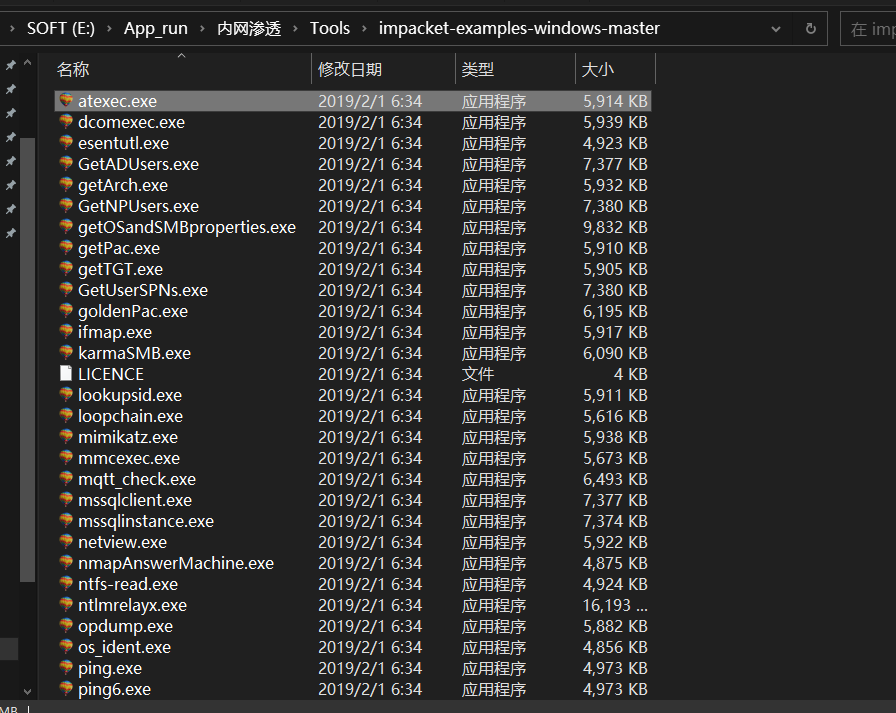 SOFT (E:) > App_run > 内网渗透 > Tools > impacket-examples-windows-master 在 imp
名称 修改日期 类型 大小
atexec.exe 2019/2/1 6:34 应用程序 5,914 KB
dcomexec.exe 2019/2/1 6:34 应用程序 5,939 KB
esentutl.exe 2019/2/1 6:34 应用程序 4,923 KB
GetADUsers.exe 2019/2/1 6:34 应用程序 7,377 KB
getArch.exe 2019/2/1 6:34 应用程序 5,932 KB
GetNPUsers.exe 2019/2/1 6:34 应用程序 7,380 KB
getOSandSMBproperties.exe 2019/2/1 6:34 应用程序 9,832 KB
getPac.exe 2019/2/1 6:34 应用程序 5,910 KB
getTGT.exe 2019/2/1 6:34 应用程序 5,905 KB
GetUserSPNs.exe 2019/2/1 6:34 应用程序 7,380 KB
goldenPac.exe 2019/2/1 6:34 应用程序 6,195 KB
ifmap.exe 2019/2/1 6:34 应用程序 5,917 KB
karmaSMB.exe 2019/2/1 6:34 应用程序 6,090 KB
LICENCE 2019/2/1 6:34 文件 4 KB
lookupsid.exe 2019/2/1 6:34 应用程序 5,911 KB
loopchain.exe 2019/2/1 6:34 应用程序 5,616 KB
mimikatz.exe 2019/2/1 6:34 应用程序 5,938 KB
mmcexec.exe 2019/2/1 6:34 应用程序 5,673 KB
mqtt_check.exe 2019/2/1 6:34 应用程序 6,493 KB
mssqlclient.exe 2019/2/1 6:34 应用程序 7,377 KB
mssqlinstance.exe 2019/2/1 6:34 应用程序 7,374 KB
netview.exe 2019/2/1 6:34 应用程序 5,922 KB
nmapAnswerMachine.exe 2019/2/1 6:34 应用程序 4,875 KB
ntfs-read.exe 2019/2/1 6:34 应用程序 4,924 KB
ntlmrelayx.exe 2019/2/1 6:34 应用程序 16,193 ...
opdump.exe 2019/2/1 6:34 应用程序 5,882 KB
os_ident.exe 2019/2/1 6:34 应用程序 4,856 KB
ping.exe 2019/2/1 6:34 应用程序 4,973 KB
ping6.exe 2019/2/1 6:34 应用程序 4,973 KB
MB